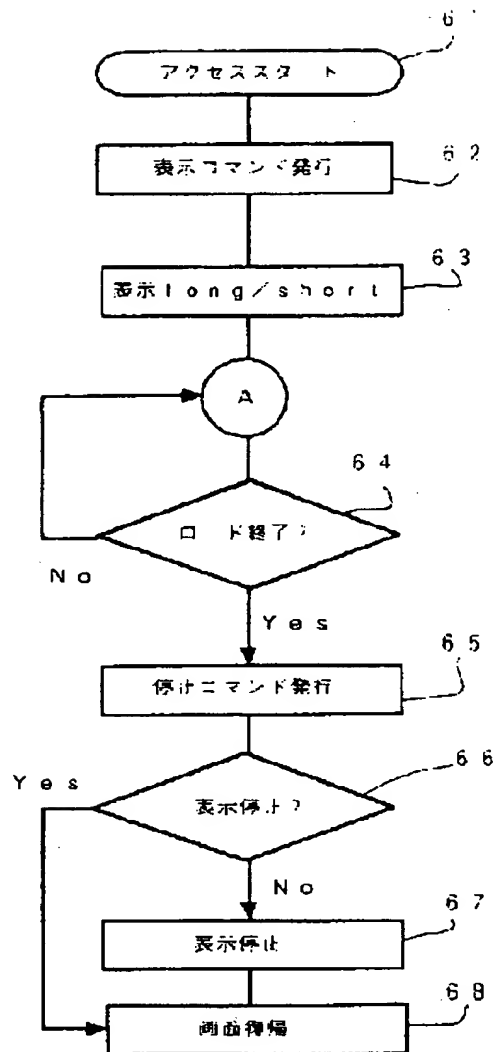 6
アクセススタート
表示コマンド発行
62
表示long/short
63
A
64
ロード終了?
No
Yes
停止コマンド発行
65
Yes
表示停止?
66
No
表示停止
67
画面復帰
68